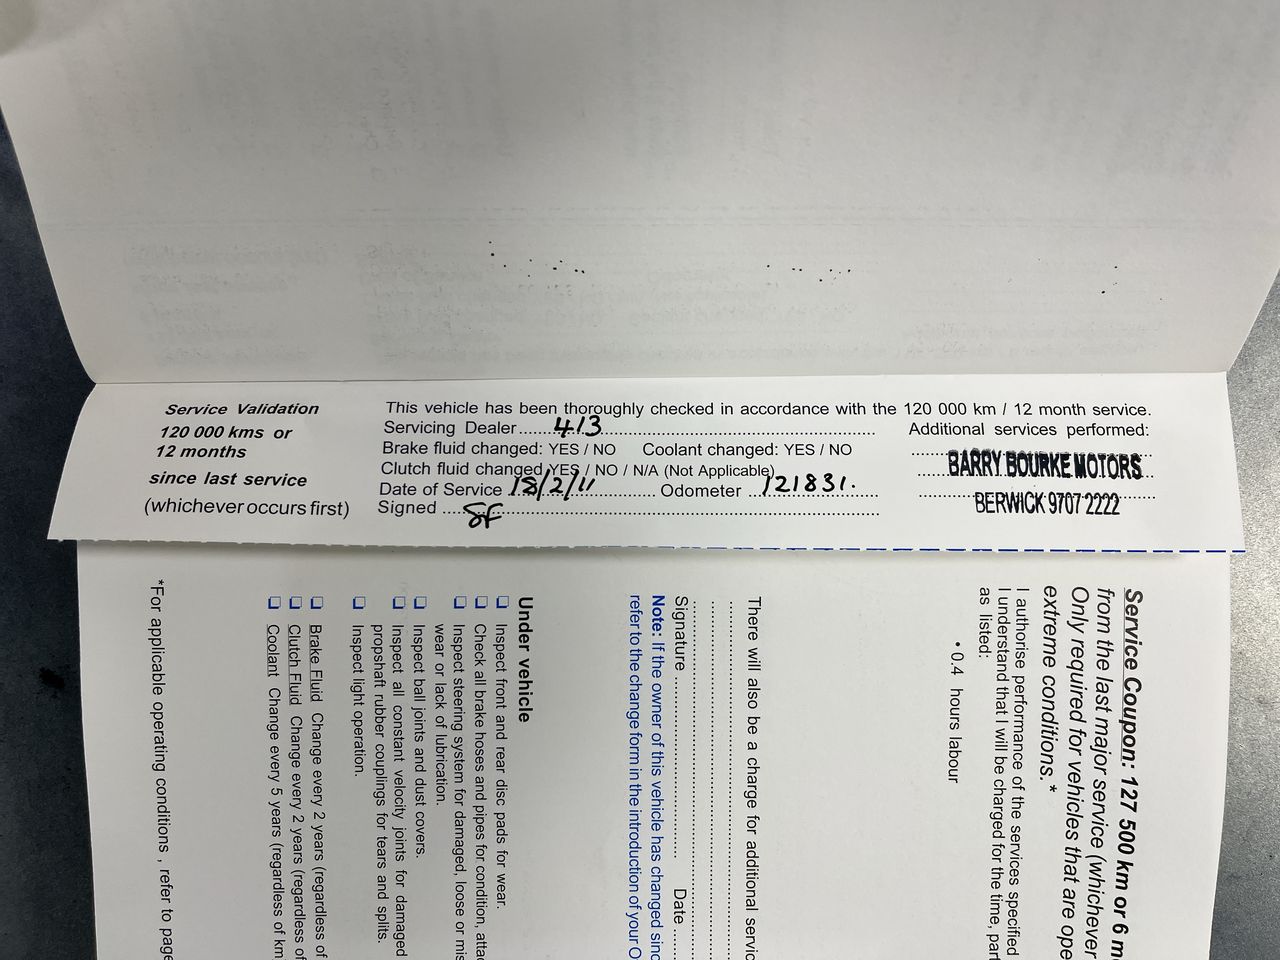 Service Validation
120 000 kms or
12 months
since last service
(whichever occurs first)
This vehicle has been thoroughly checked in accordance with the 120 000 km / 12 month service.
Servicing Dealer 413
Brake fluid changed: YES / NO Coolant changed: YES / NO
Clutch fluid changed YES / NO / N/A (Not Applicable)
Date of Service 18/2/11 Odometer 121831.
Signed SF
Additional services performed:
BARRY BOURKE MOTORS
BERWICK 9707 2222
Service Coupon: 127 500 km or 6 m
from the last major service (whichever
Only required for vehicles that are ope
extreme conditions.*
I authorise performance of the services specified
I understand that I will be charged for the time, part
as listed:
• 0.4 hours labour
There will also be a charge for additional servic
Signature Date
Note: If the owner of this vehicle has changed sinc
refer to the change form in the introduction of your O
Under vehicle
❑ Inspect front and rear disc pads for wear.
❑ Check all brake hoses and pipes for condition, attac
❑ Inspect steering system for damaged, loose or mis
wear or lack of lubrication.
❑ Inspect ball joints and dust covers.
❑ Inspect all constant velocity joints for damaged
propshaft rubber couplings for tears and splits.
❑ Inspect light operation.
❑ Brake Fluid Change every 2 years (regardless of
❑ Clutch Fluid Change every 2 years (regardless of
❑ Coolant Change every 5 years (regardless of km
*For applicable operating conditions , refer to page